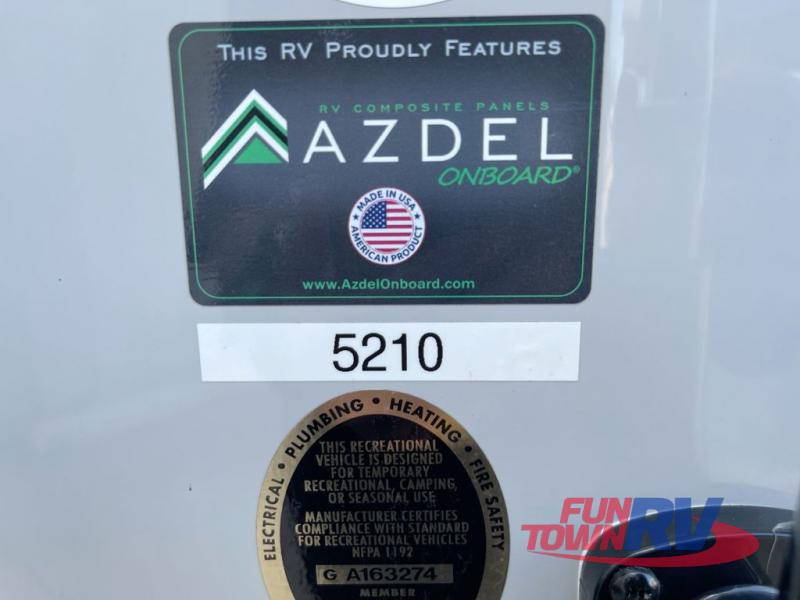 THIS RV PROUDLY FEATURES
RV COMPOSITE PANELS
AZDEL
ONBOARD®
MADE IN USA
AMERICAN PRODUCT
www.AzdelOnboard.com
5210
ELECTRICAL • PLUMBING • HEATING • FIRE SAFETY
THIS RECREATIONAL
VEHICLE IS DESIGNED
FOR TEMPORARY
RECREATIONAL, CAMPING,
OR SEASONAL USE
MANUFACTURER CERTIFIES
COMPLIANCE WITH STANDARD
FOR RECREATIONAL VEHICLES
NFPA 1192
G A163274
MEMBER
FUN
TOWN RV